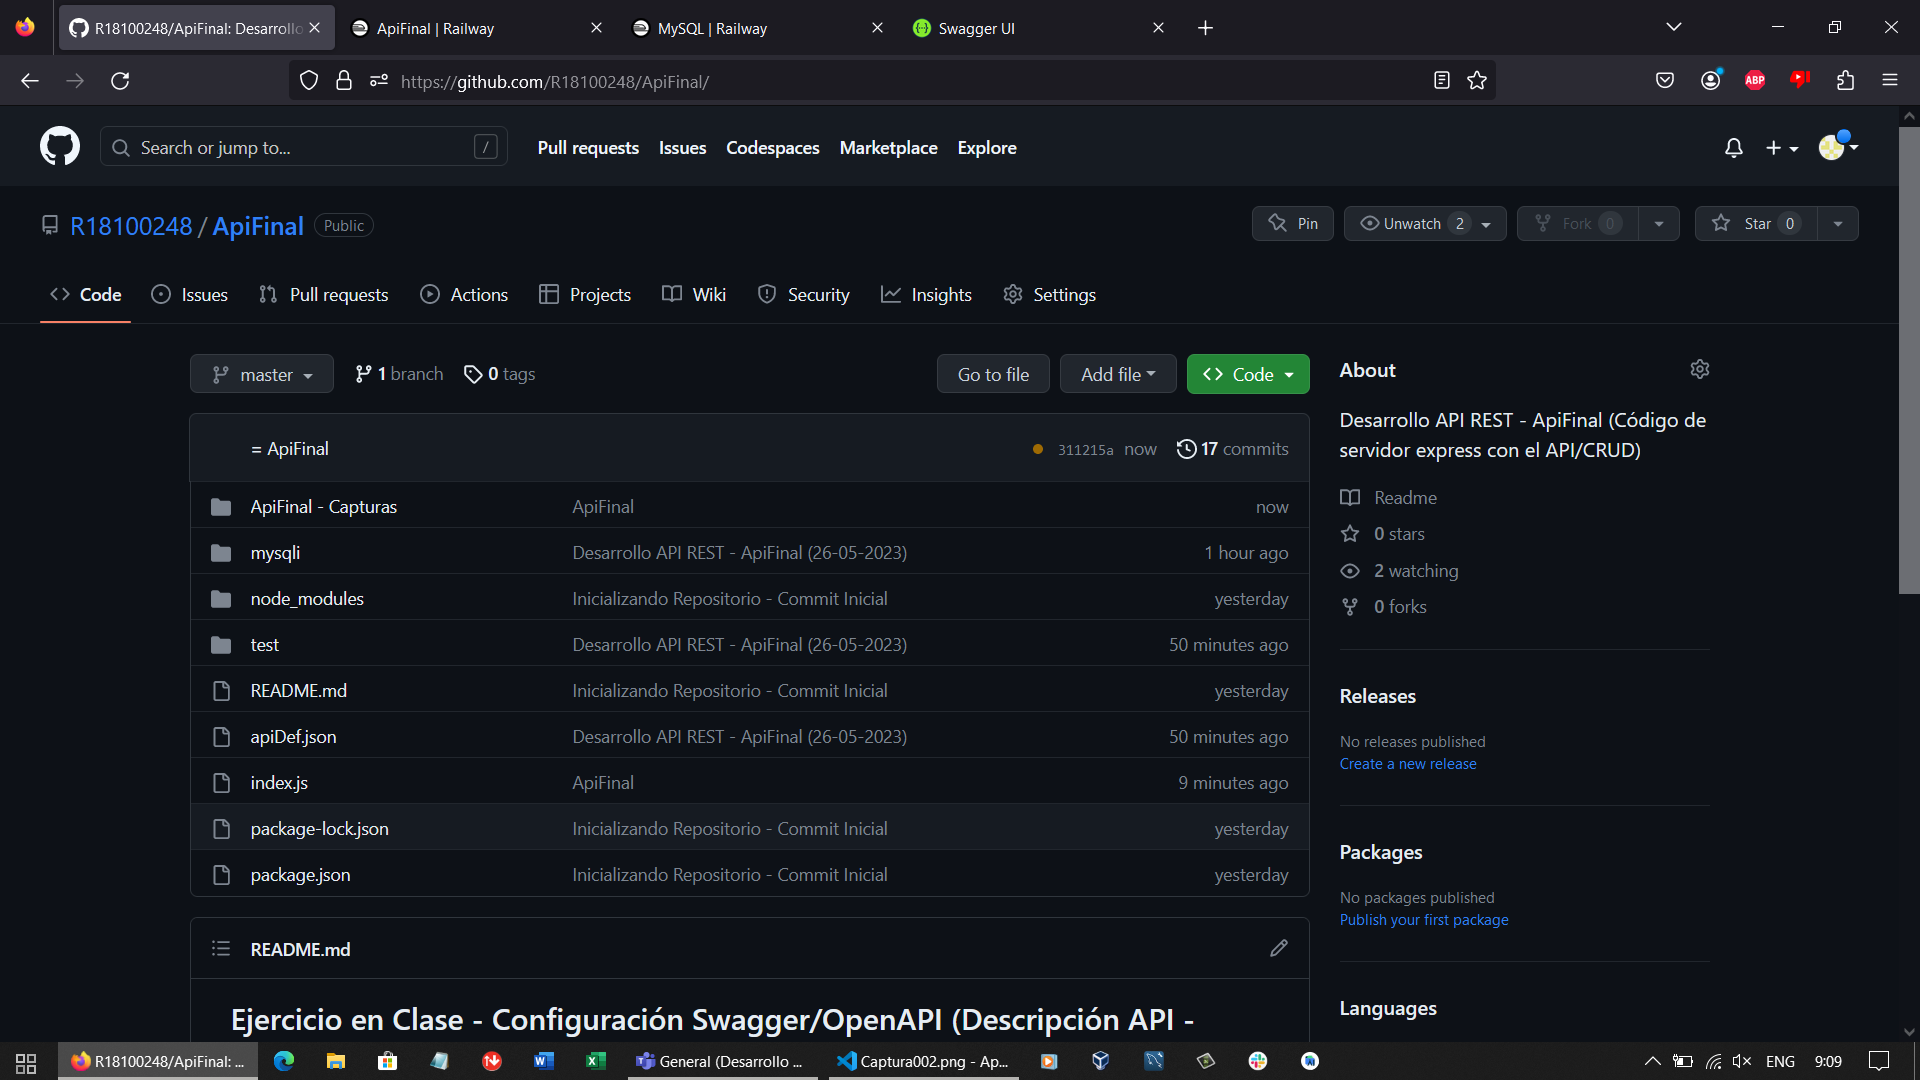 R18100248/ApiFinal: Desarrollo
ApiFinal | Railway
MySQL | Railway
Swagger UI
https://github.com/R18100248/ApiFinal/
ABP
Search or jump to...
/
Pull requests
Issues
Codespaces
Marketplace
Explore
R18100248 / ApiFinal
Public
Pin
Unwatch 2
Fork 0
Star 0
Code
Issues
Pull requests
Actions
Projects
Wiki
Security
Insights
Settings
master
1 branch
0 tags
Go to file
Add file
Code
= ApiFinal
311215a now
17 commits
ApiFinal - Capturas
ApiFinal
now
mysqli
Desarrollo API REST - ApiFinal (26-05-2023)
1 hour ago
node_modules
Inicializando Repositorio - Commit Inicial
yesterday
test
Desarrollo API REST - ApiFinal (26-05-2023)
50 minutes ago
README.md
Inicializando Repositorio - Commit Inicial
yesterday
apiDef.json
Desarrollo API REST - ApiFinal (26-05-2023)
50 minutes ago
index.js
ApiFinal
9 minutes ago
package-lock.json
Inicializando Repositorio - Commit Inicial
yesterday
package.json
Inicializando Repositorio - Commit Inicial
yesterday
README.md
Ejercicio en Clase - Configuración Swagger/OpenAPI (Descripción API -
About
Desarrollo API REST - ApiFinal (Código de
servidor express con el API/CRUD)
Readme
0 stars
2 watching
0 forks
Releases
No releases published
Create a new release
Packages
No packages published
Publish your first package
Languages
R18100248/ApiFinal: ...
General (Desarrollo ...
Captura002.png - Ap...
ENG
9:09